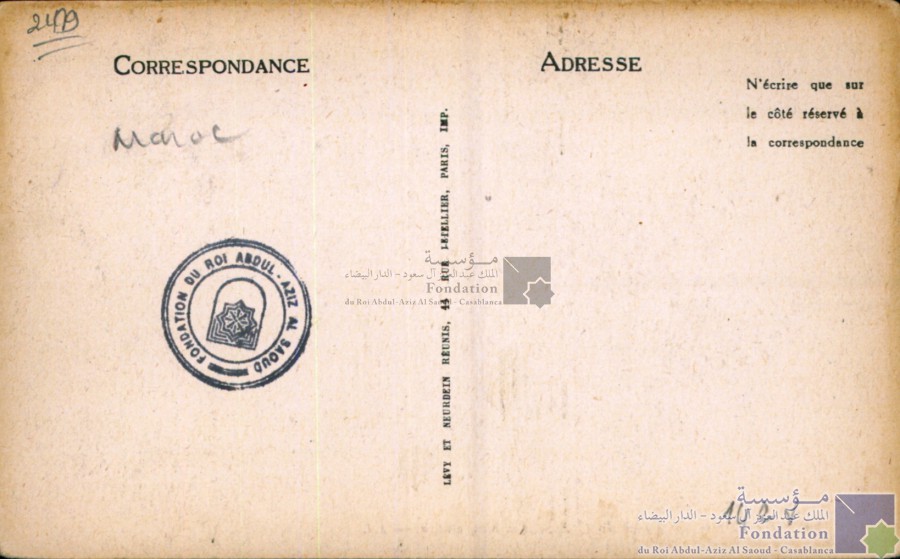 2479
CORRESPONDANCE
ADRESSE
N'écrire que sur
le côté réservé à
la correspondance
Maroc
LÉVY ET NEURDEIN RÉUNIS, 44 RUE LETELLIER, PARIS, IMP.
FONDATION DU ROI ABDUL-AZIZ AL SAOUD
مؤسسة
الملك عبد العزيز آل سعود - الدار البيضاء
Fondation
du Roi Abdul-Aziz Al Saoud - Casablanca
مؤسسة
الملك عبد العزيز آل سعود - الدار البيضاء
Fondation
du Roi Abdul-Aziz Al Saoud - Casablanca